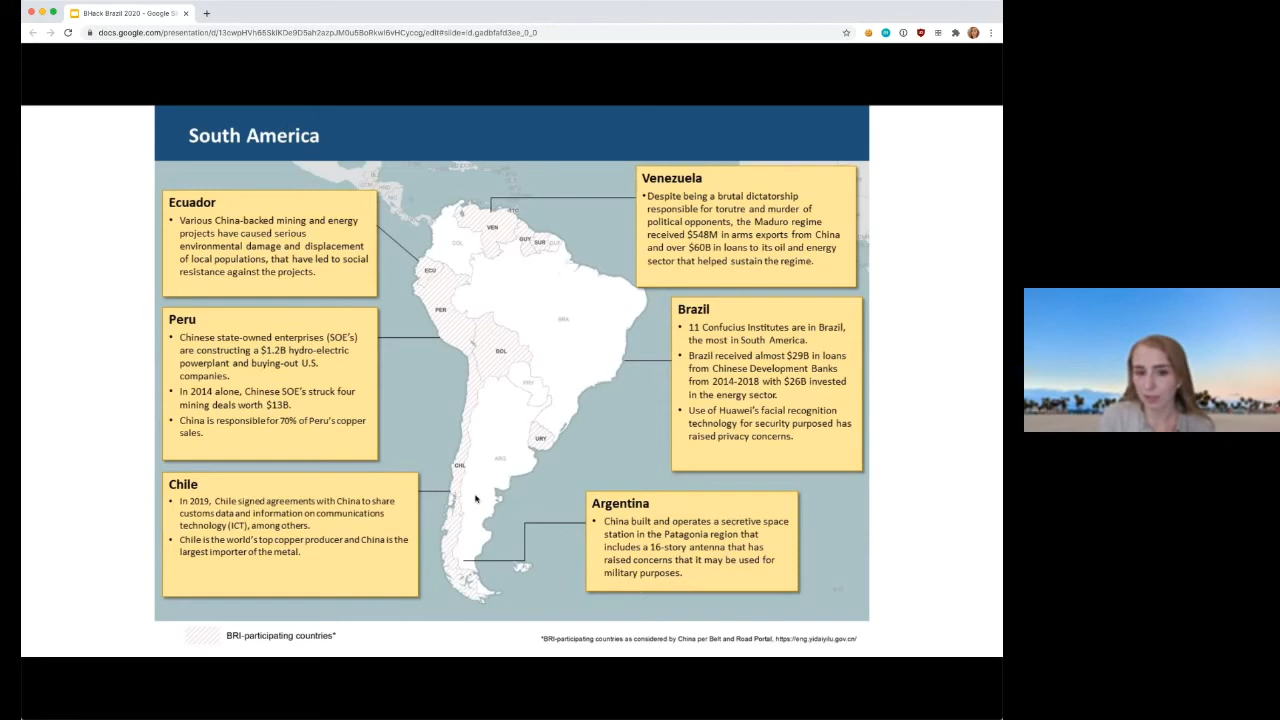 BHack Brazil 2020 - Google Sl
docs.google.com/presentation/d/13cwpHVh65SklKDe9D5ah2azpJM0u5BoRkwl6vHCyccg/edit#slide=id.gadbfafd3ee_0_0
South America
Ecuador
• Various China-backed mining and energy
projects have caused serious
environmental damage and displacement
of local populations, that have led to social
resistance against the projects.
Venezuela
•Despite being a brutal dictatorship
responsible for torutre and murder of
political opponents, the Maduro regime
received $548M in arms exports from China
and over $60B in loans to its oil and energy
sector that helped sustain the regime.
Peru
• Chinese state-owned enterprises (SOE's)
are constructing a $1.2B hydro-electric
powerplant and buying-out U.S.
companies.
• In 2014 alone, Chinese SOE's struck four
mining deals worth $13B.
• China is responsible for 70% of Peru's copper
sales.
Brazil
• 11 Confucius Institutes are in Brazil,
the most in South America.
• Brazil received almost $29B in loans
from Chinese Development Banks
from 2014-2018 with $26B invested
in the energy sector.
• Use of Huawei's facial recognition
technology for security purposed has
raised privacy concerns.
Chile
• In 2019, Chile signed agreements with China to share
customs data and information on communications
technology (ICT), among others.
• Chile is the world's top copper producer and China is the
largest importer of the metal.
Argentina
• China built and operates a secretive space
station in the Patagonia region that
includes a 16-story antenna that has
raised concerns that it may be used for
military purposes.
TTO
VEN
COL
GUY
SUR
ECU
PER
BRA
BOL
PRY
URY
ARG
CHL
BRI-participating countries*
*BRI-participating countries as considered by China per Belt and Road Portal, https://eng.yidaiyilu.gov.cn/